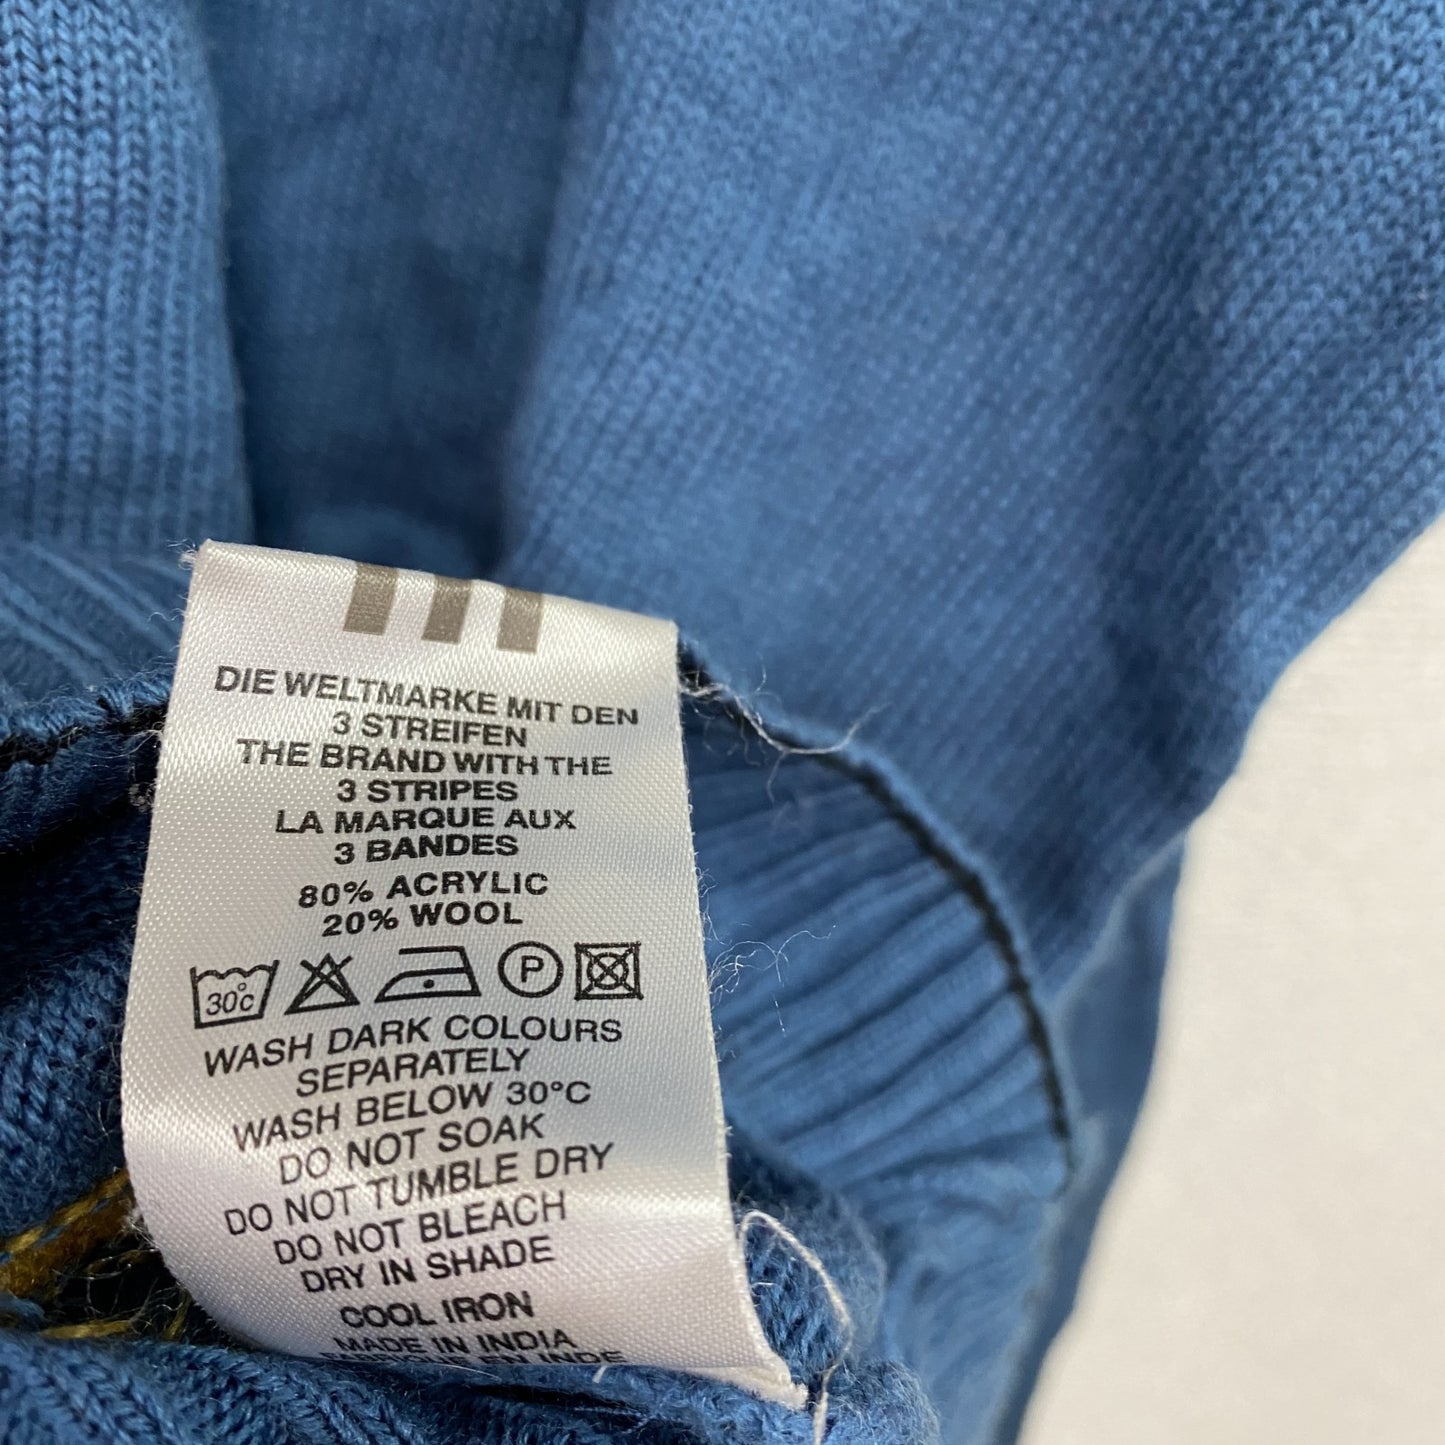 DIE WELTMARKE MIT DEN
3 STREIFEN
THE BRAND WITH THE
3 STRIPES
LA MARQUE AUX
3 BANDES
80% ACRYLIC
20% WOOL
30°c P
WASH DARK COLOURS
SEPARATELY
WASH BELOW 30°C
DO NOT SOAK
DO NOT TUMBLE DRY
DO NOT BLEACH
DRY IN SHADE
COOL IRON
MADE IN INDIA
EN INDE